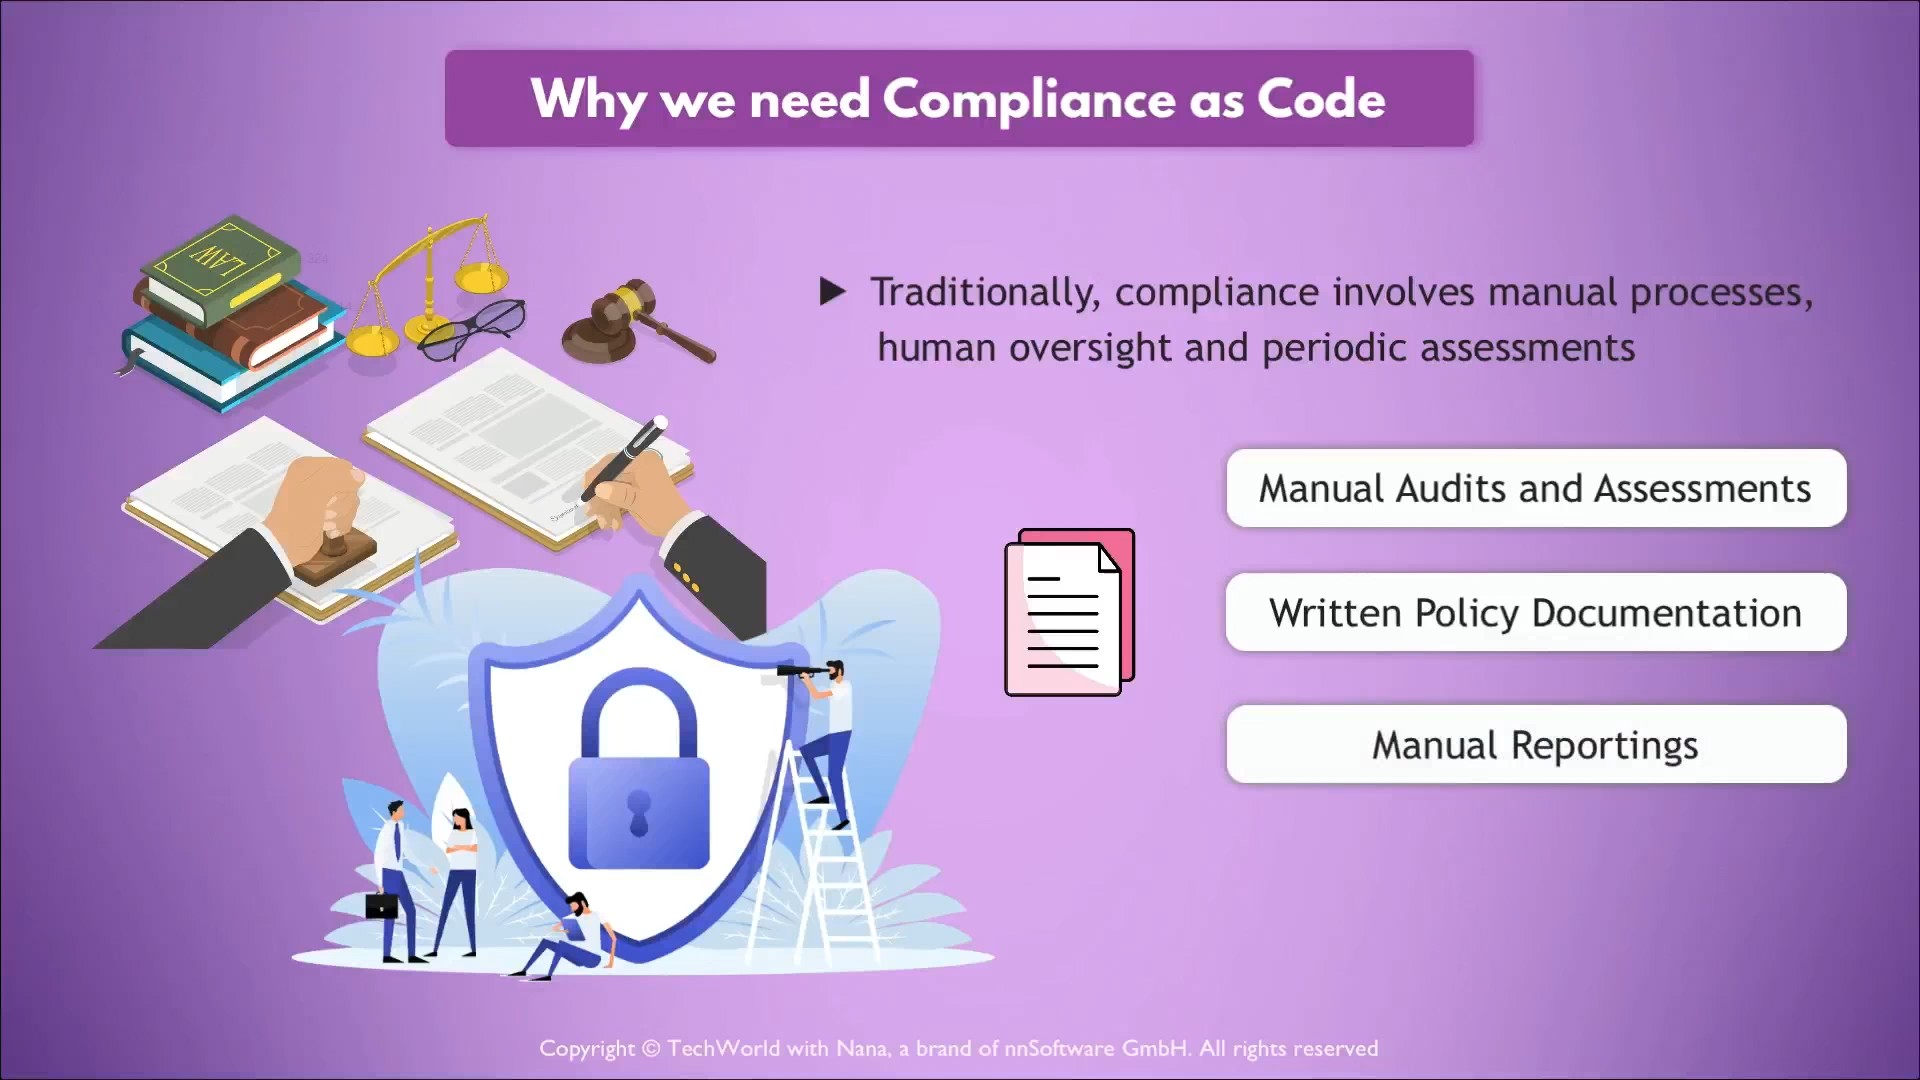 Why we need Compliance as Code
LAW
▶ Traditionally, compliance involves manual processes,
human oversight and periodic assessments
Manual Audits and Assessments
Written Policy Documentation
Manual Reportings
Copyright © TechWorld with Nana, a brand of nnSoftware GmbH. All rights reserved